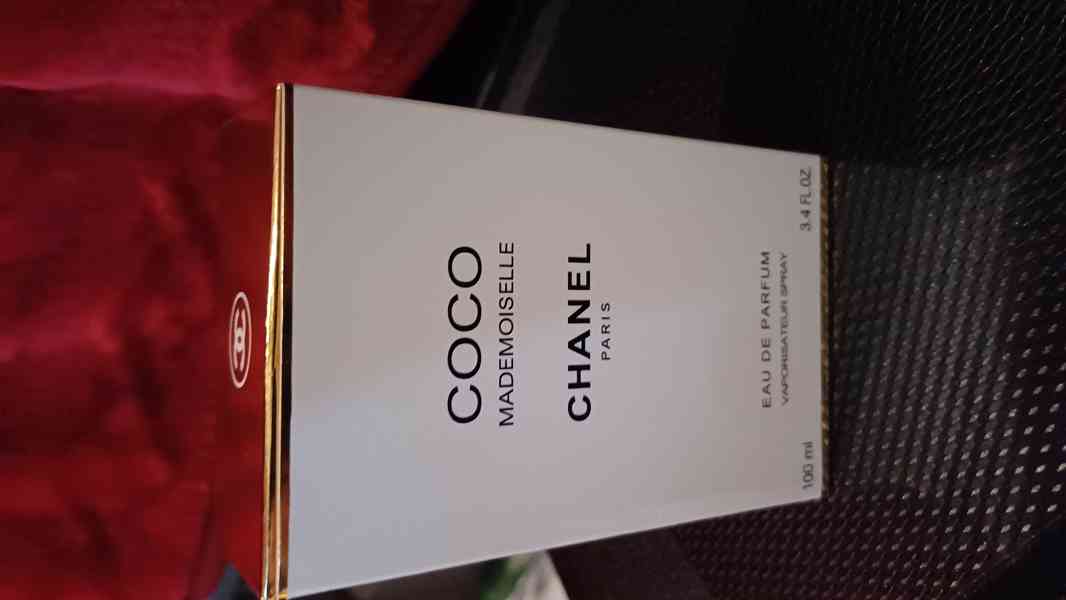 COCO
MADEMOISELLE
CHANEL
PARIS
EAU DE PARFUM
VAPORISATEUR SPRAY
100 ml 3.4 FL.OZ.